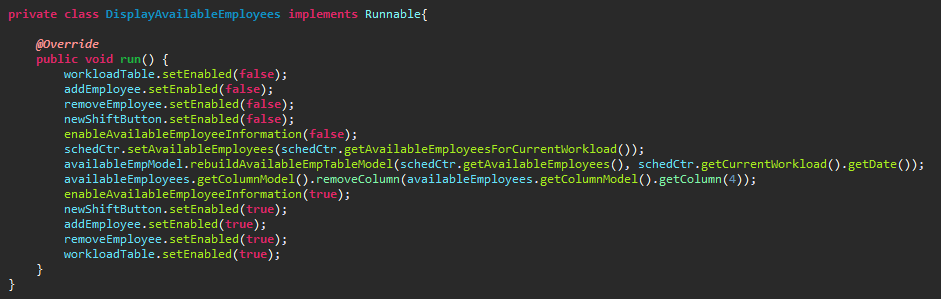 private class DisplayAvailableEmployees implements Runnable{
@Override
public void run() {
workloadTable.setEnabled(false);
addEmployee.setEnabled(false);
removeEmployee.setEnabled(false);
newShiftButton.setEnabled(false);
enableAvailableEmployeeInformation(false);
schedCtr.setAvailableEmployees(schedCtr.getAvailableEmployeesForCurrentWorkload());
availableEmpModel.rebuildAvailableEmpTableModel(schedCtr.getAvailableEmployees(), schedCtr.getCurrentWorkload().getDate());
availableEmployees.getColumnModel().removeColumn(availableEmployees.getColumnModel().getColumn(4));
enableAvailableEmployeeInformation(true);
newShiftButton.setEnabled(true);
addEmployee.setEnabled(true);
removeEmployee.setEnabled(true);
workloadTable.setEnabled(true);
}
}